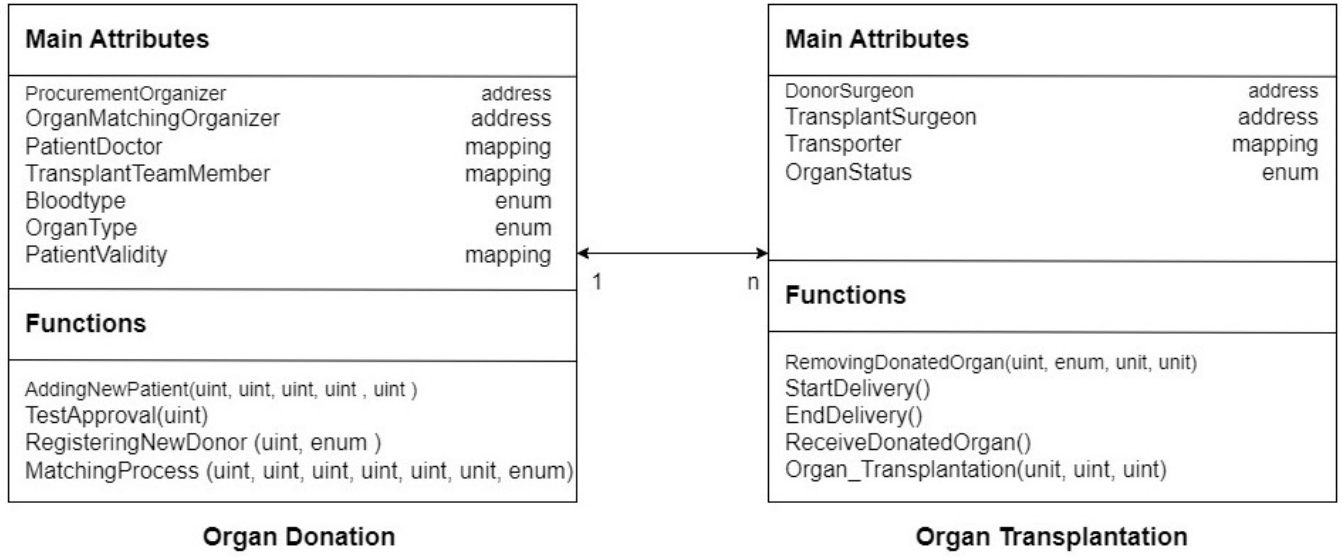 Main Attributes
ProcurementOrganizer address
OrganMatchingOrganizer address
PatientDoctor mapping
TransplantTeamMember mapping
Bloodtype enum
OrganType enum
PatientValidity mapping
Functions
AddingNewPatient(uint, uint, uint, uint , uint )
TestApproval(uint)
RegisteringNewDonor (uint, enum )
MatchingProcess (uint, uint, uint, uint, uint, unit, enum)
Organ Donation
1
n
Main Attributes
DonorSurgeon address
TransplantSurgeon address
Transporter mapping
OrganStatus enum
Functions
RemovingDonatedOrgan(uint, enum, unit, unit)
StartDelivery()
EndDelivery()
ReceiveDonatedOrgan()
Organ_Transplantation(unit, uint, uint)
Organ Transplantation